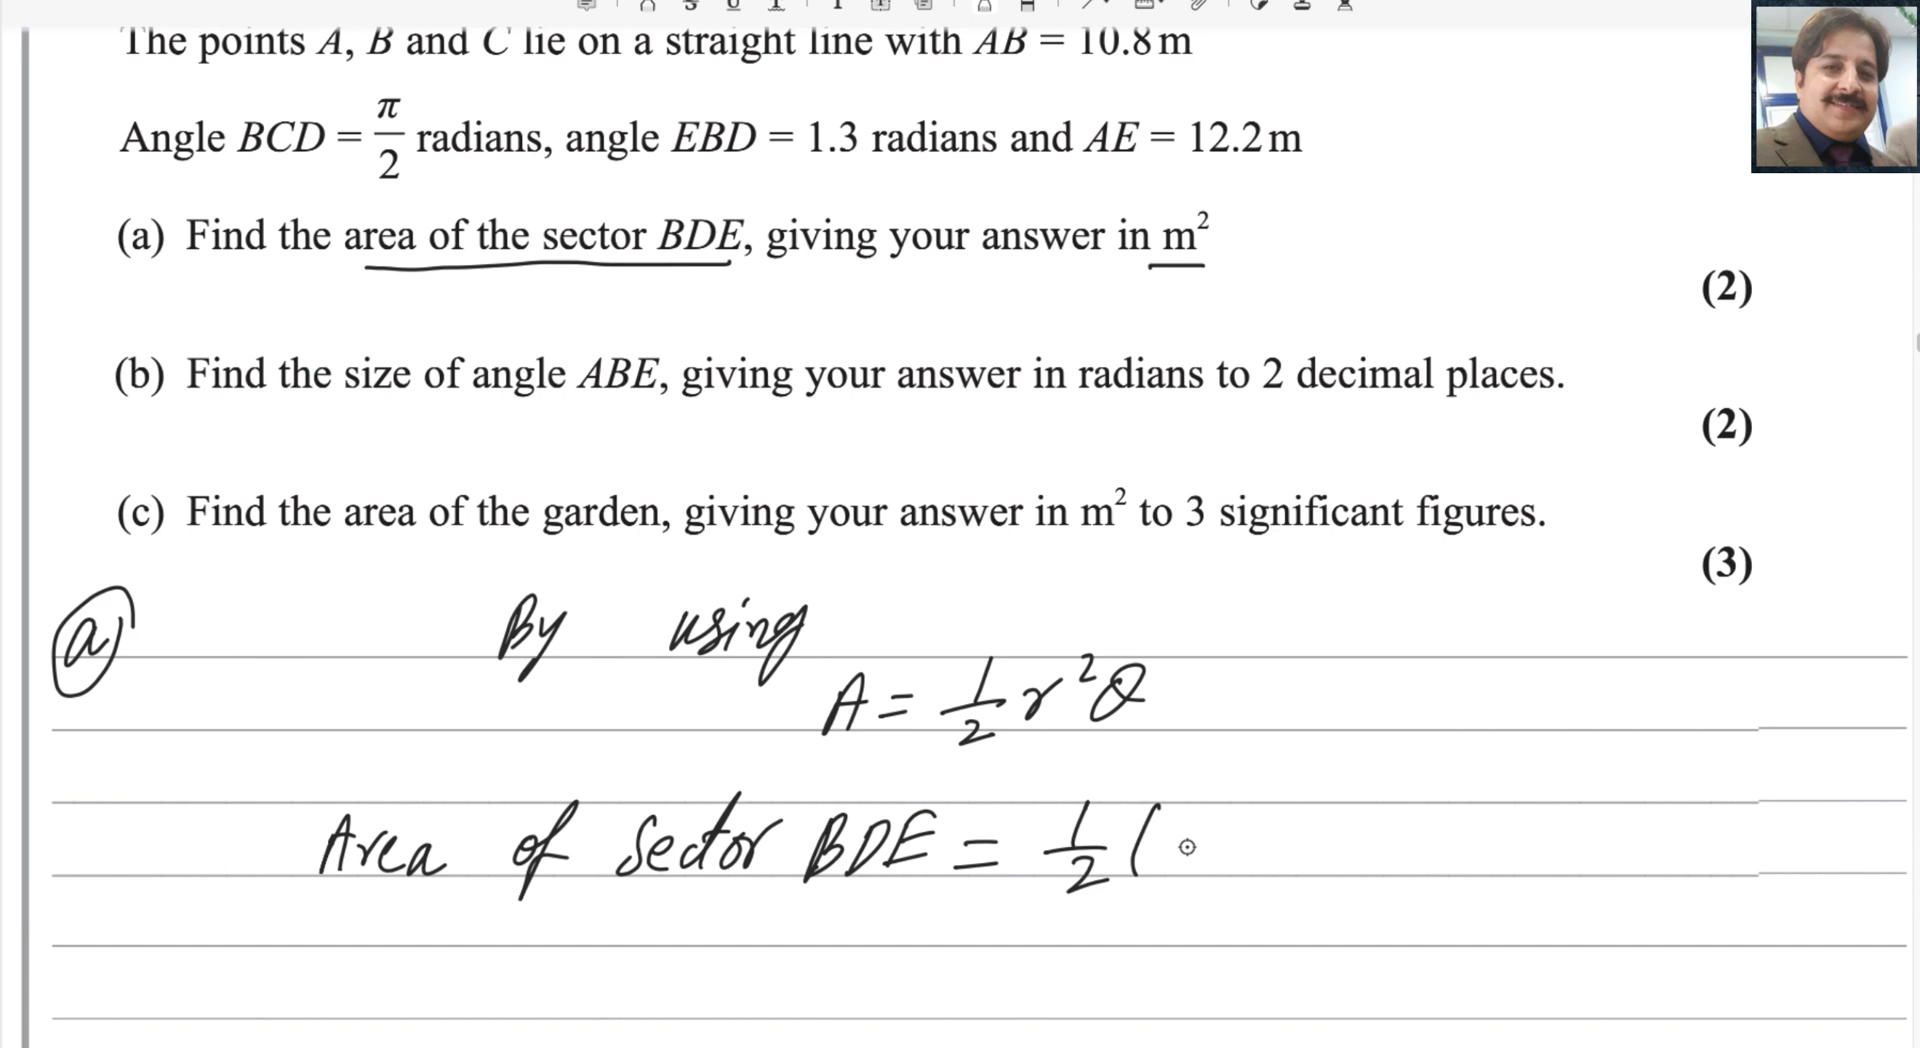 The points A, B and C lie on a straight line with AB = 10.8 m
Angle BCD = π/2 radians, angle EBD = 1.3 radians and AE = 12.2 m
(a) Find the area of the sector BDE, giving your answer in m²
(2)
(b) Find the size of angle ABE, giving your answer in radians to 2 decimal places.
(2)
(c) Find the area of the garden, giving your answer in m² to 3 significant figures.
(3)
(a) By using
A = 1/2 r²θ
Area of Sector BDE = 1/2 (